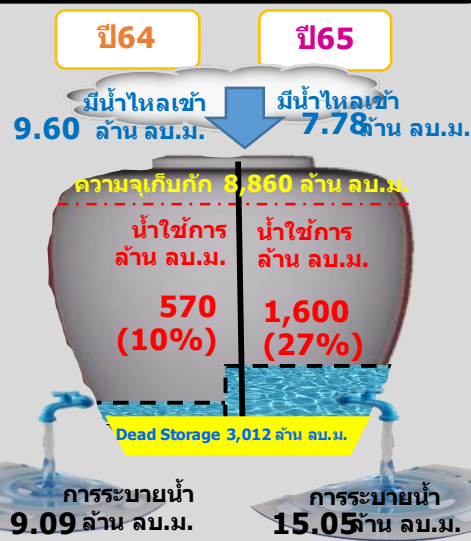 ปี64
ปี65
มีน้ำไหลเข้า
9.60 ล้าน ลบ.ม.
มีน้ำไหลเข้า
7.78ล้าน ลบ.ม.
ความจุเก็บกัก 8,860 ล้าน ลบ.ม.
น้ำใช้การ
ล้าน ลบ.ม.
570
(10%)
น้ำใช้การ
ล้าน ลบ.ม.
1,600
(27%)
Dead Storage 3,012 ล้าน ลบ.ม.
การระบายน้ำ
9.09 ล้าน ลบ.ม.
การระบายน้ำ
15.05ล้าน ลบ.ม.